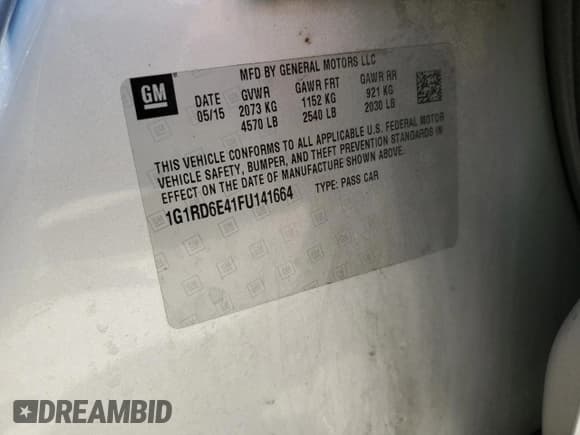 GM
MFD BY GENERAL MOTORS LLC
DATE GVWR GAWR FRT GAWR RR
05/15 2073 KG 1152 KG 921 KG
4570 LB 2540 LB 2030 LB
THIS VEHICLE CONFORMS TO ALL APPLICABLE U.S. FEDERAL MOTOR
VEHICLE SAFETY, BUMPER, AND THEFT PREVENTION STANDARDS IN
EFFECT ON THE DATE OF MANUFACTURE SHOWN ABOVE.
1G1RD6E41FU141664 TYPE: PASS CAR
DREAMBID